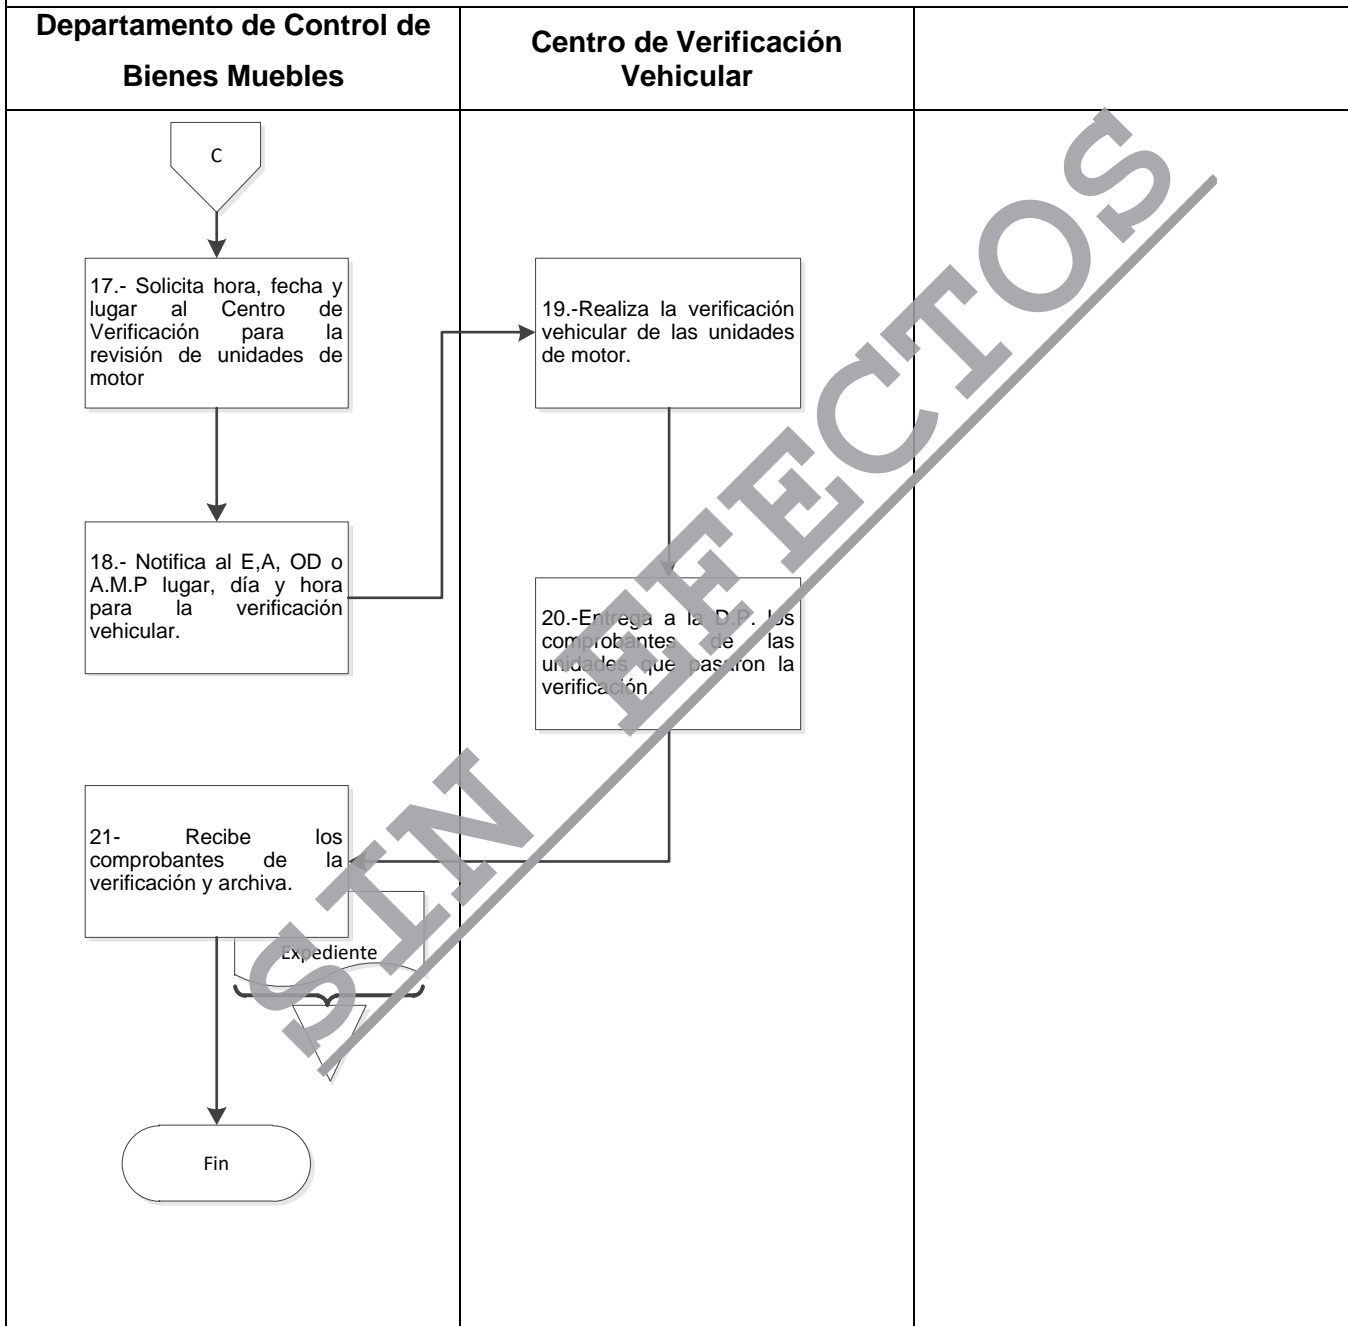 Departamento de Control de
Bienes Muebles
Centro de Verificación
Vehicular
C
17.- Solicita hora, fecha y
lugar al Centro de
Verificación para la
revisión de unidades de
motor
18.- Notifica al E,A, OD o
A.M.P lugar, día y hora
para la verificación
vehicular.
19.-Realiza la verificación
vehicular de las unidades
de motor.
20.-Entrega a la D.P. los
comprobantes de las
unidades que pasaron la
verificación.
21- Recibe los
comprobantes de la
verificación y archiva.
Expediente
Fin
SIN EFECTOS